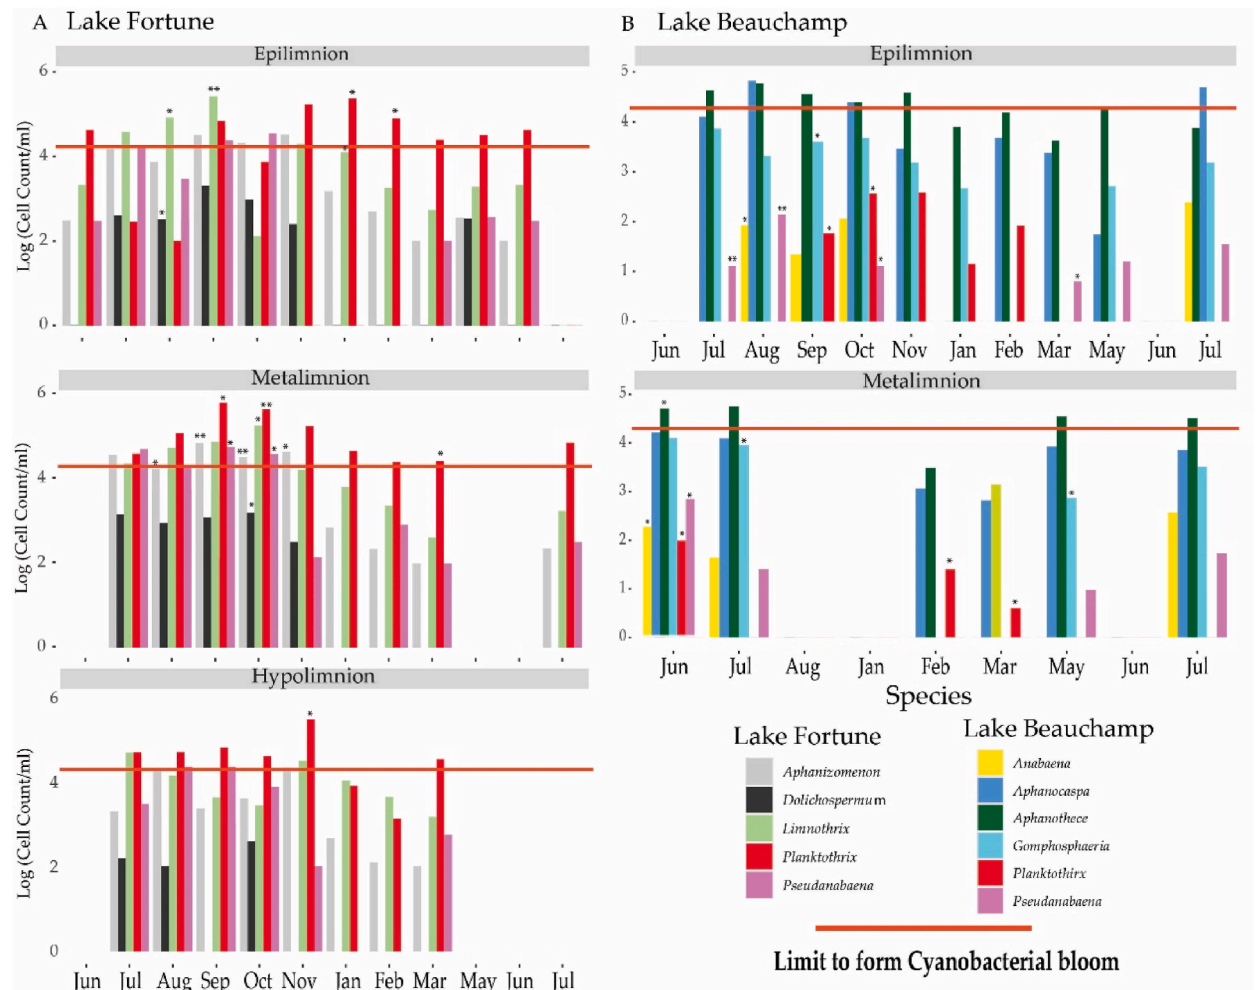 A Lake Fortune
Epilimnion
6
4
2
0
Log (Cell Count/ml)
* ** * * * * *
Metalimnion
6
4
2
0
Log (Cell Count/ml)
* ** * * ** * ** * * * *
Hypolimnion
6
4
2
0
Log (Cell Count/ml)
*
Jun Jul Aug Sep Oct Nov Jan Feb Mar May Jun Jul
B Lake Beauchamp
Epilimnion
5
4
3
2
1
0
** * ** * * * * *
Jun Jul Aug Sep Oct Nov Jan Feb Mar May Jun Jul
Metalimnion
5
4
3
2
1
0
* * * * * * * *
Jun Jul Aug Jan Feb Mar May Jun Jul
Species
Lake Fortune
Aphanizomenon
Dolichospermum
Limnothrix
Planktothrix
Pseudanabaena
Lake Beauchamp
Anabaena
Aphanocaspa
Aphanothece
Gomphosphaeria
Planktothirx
Pseudanabaena
Limit to form Cyanobacterial bloom